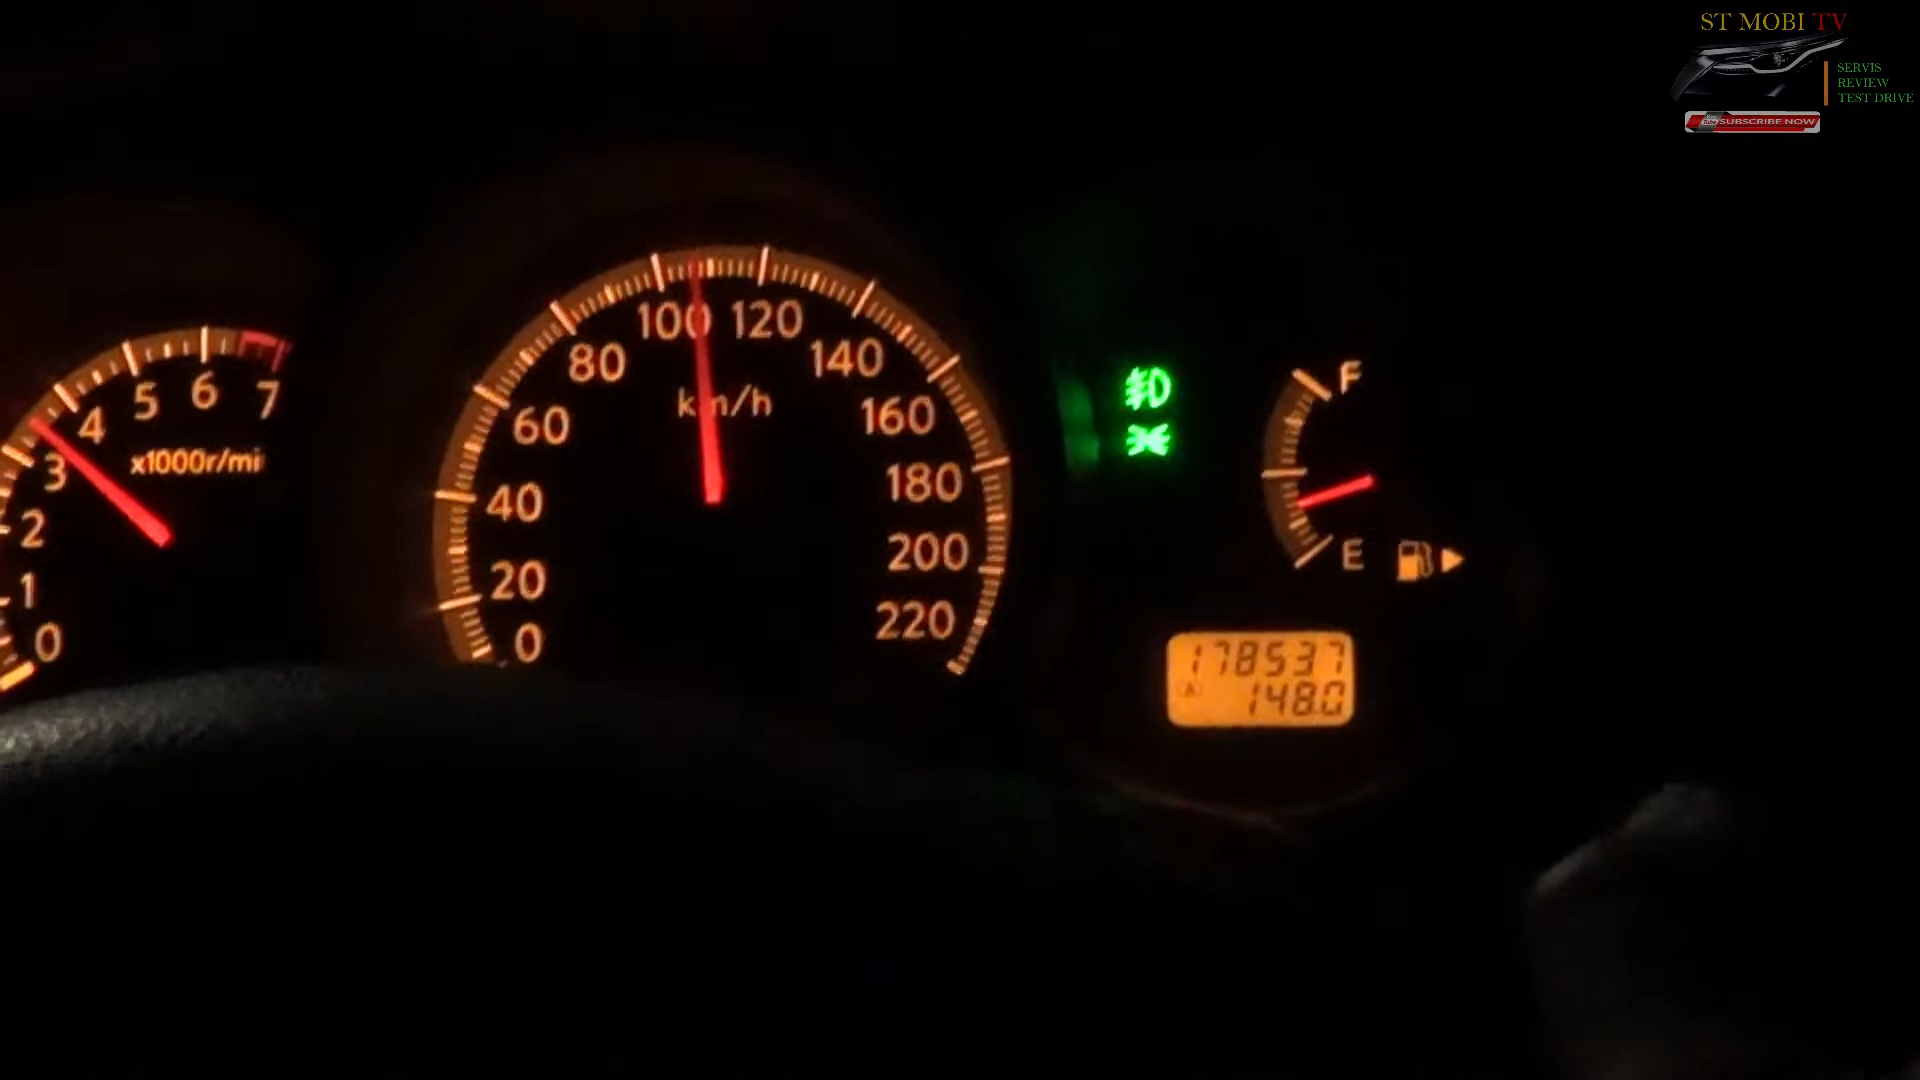 ST MOBI TV
SERVIS
REVIEW
TEST DRIVE
SUBSCRIBE NOW
0
1
2
3
4
5
6
7
x1000r/mi
0
20
40
60
80
100
120
140
160
180
200
220
km/h
F
E
178537
A 148.0